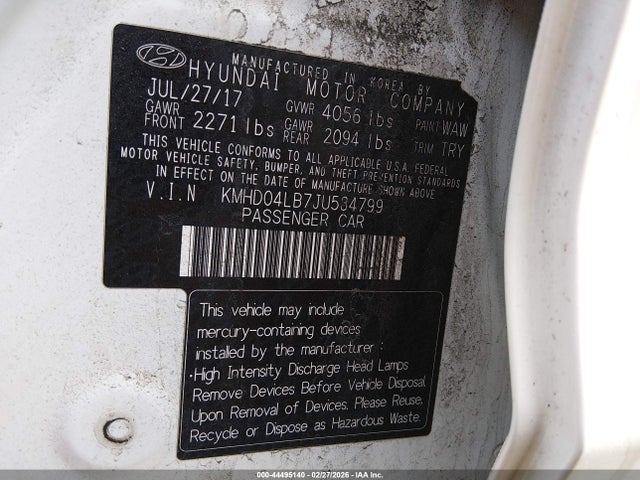 MANUFACTURED IN KOREA BY
HYUNDAI MOTOR COMPANY
JUL/27/17 GVWR 4056 lbs PAINT WAW
GAWR FRONT 2271 lbs GAWR REAR 2094 lbs TRIM TRY
THIS VEHICLE CONFORMS TO ALL APPLICABLE U.S.A. FEDERAL
MOTOR VEHICLE SAFETY, BUMPER, AND THEFT PREVENTION STANDARDS
IN EFFECT ON THE DATE OF MANUFACTURE SHOWN ABOVE
V.I.N KMHD04LB7JU534799
PASSENGER CAR
This vehicle may include
mercury-containing devices
installed by the manufacturer :
·High Intensity Discharge Head Lamps
Remove Devices Before Vehicle Disposal
Upon Removal of Devices, Please Reuse,
Recycle or Dispose as Hazardous Waste.
000-44495140 - 02/27/2026 - IAA Inc. Copyright